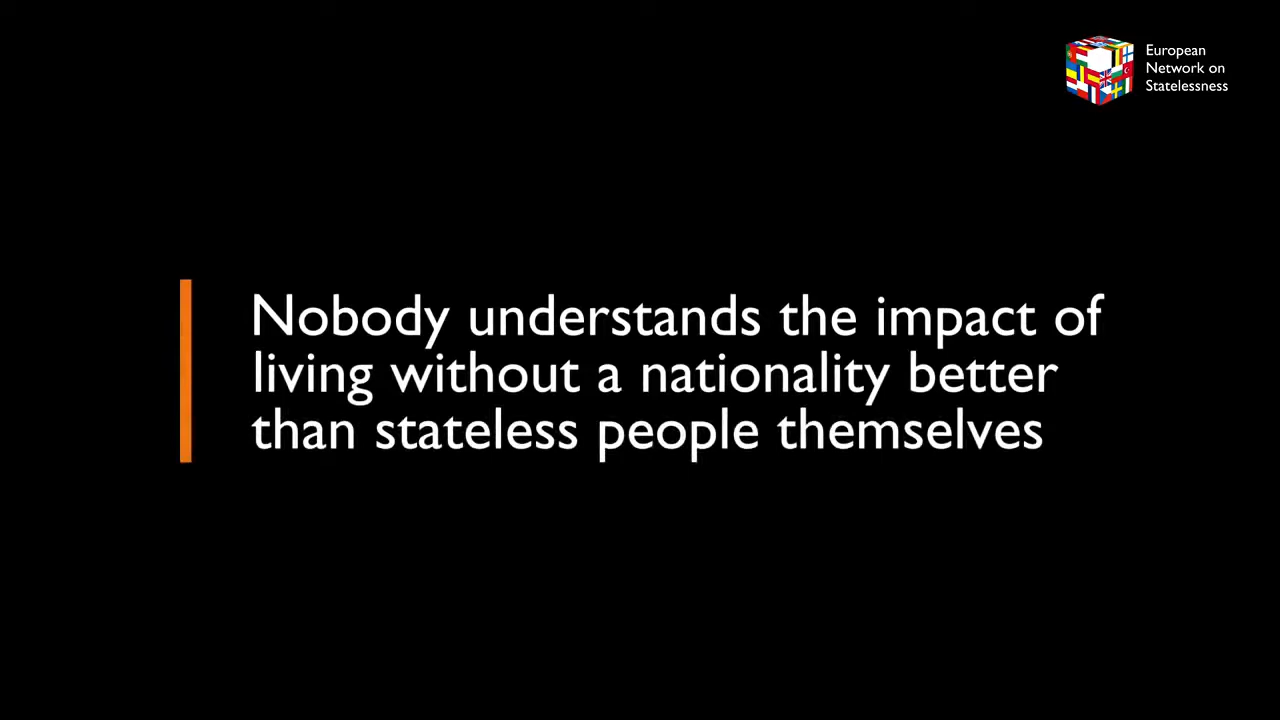 European
Network on
Statelessness
Nobody understands the impact of
living without a nationality better
than stateless people themselves